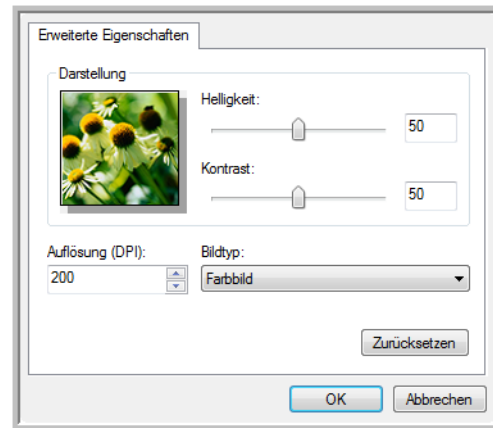 Erweiterte Eigenschaften
Darstellung
Helligkeit:
50
Kontrast:
50
Auflösung (DPI):
200
Bildtyp:
Farbbild
Zurücksetzen
OK
Abbrechen